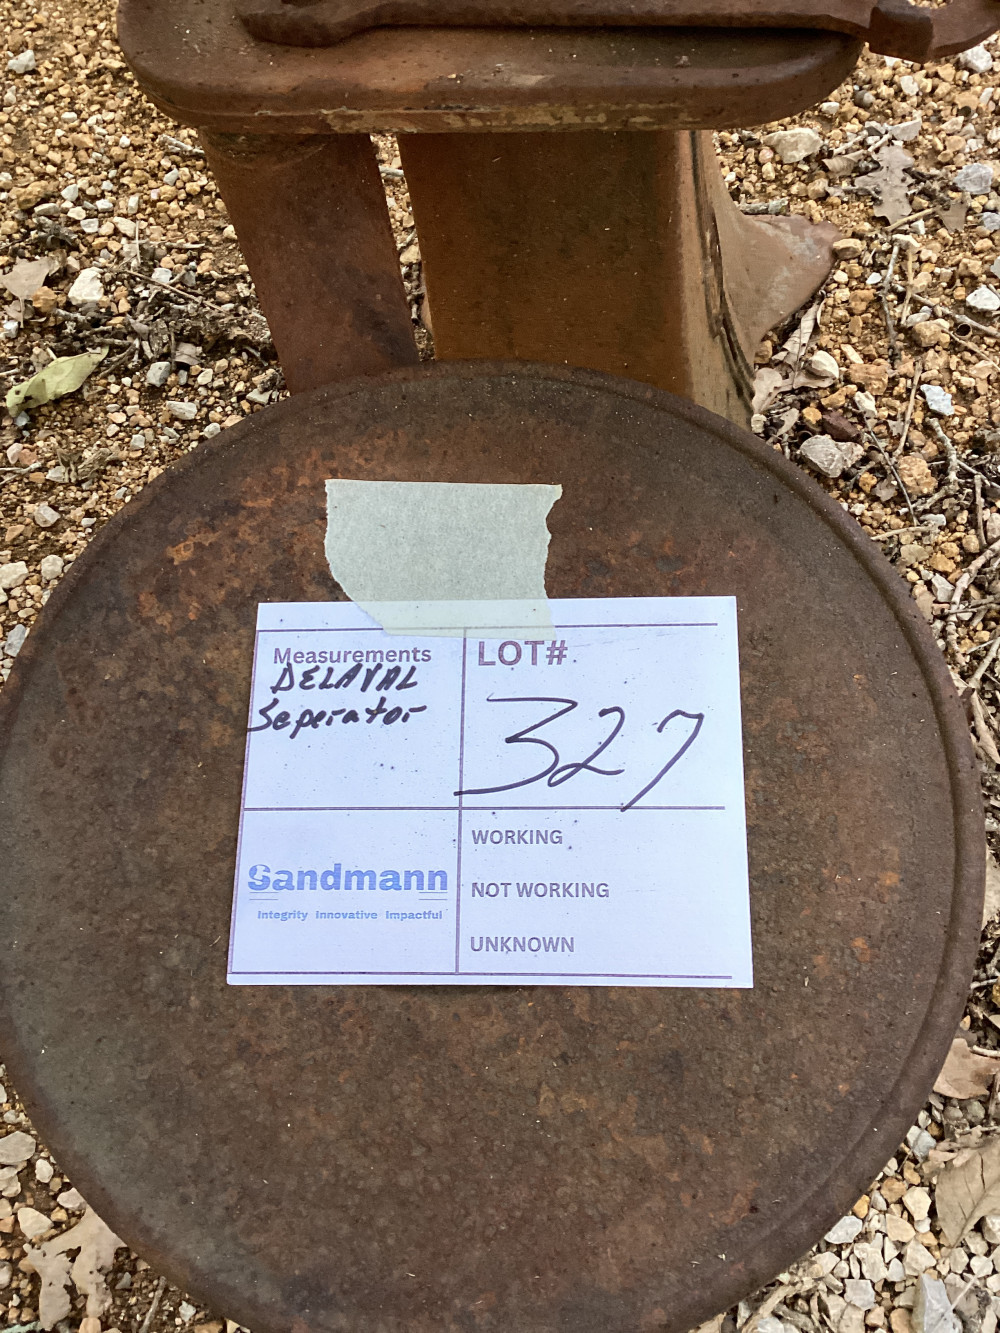 Measurements
DELAVAL
Seperator
LOT#
327
Sandmann
Integrity Innovative Impactful
WORKING
NOT WORKING
UNKNOWN